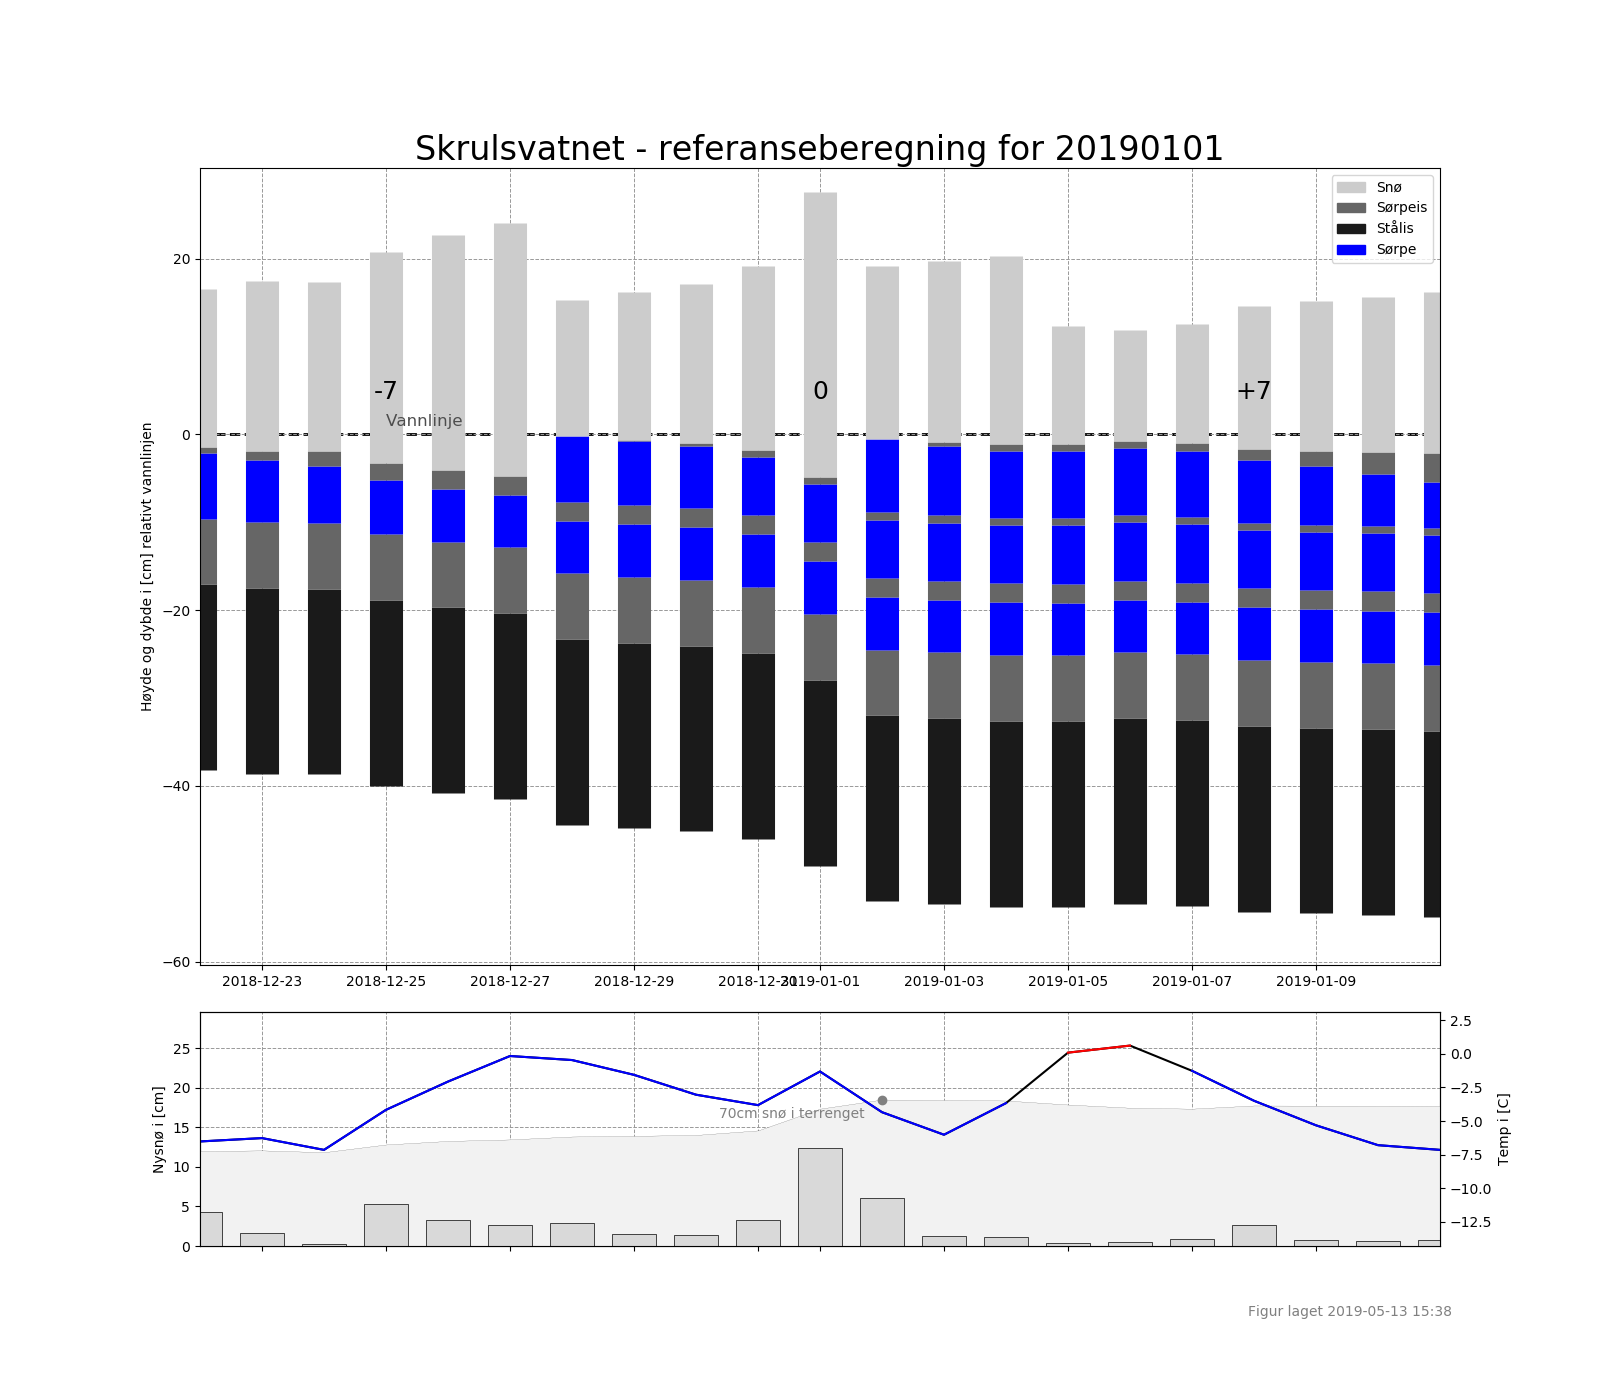 Skrulsvatnet - referanseberegning for 20190101
Snø
Sørpeis
Stålis
Sørpe
Høyde og dybde i [cm] relativt vannlinjen
20
0
−20
−40
−60
-7
0
+7
Vannlinje
2018-12-23
2018-12-25
2018-12-27
2018-12-29
2018-12-31
2019-01-01
2019-01-03
2019-01-05
2019-01-07
2019-01-09
Nysnø i [cm]
25
20
15
10
5
0
70cm snø i terrenget
2.5
0.0
−2.5
−5.0
−7.5
−10.0
−12.5
Temp i [C]
Figur laget 2019-05-13 15:38